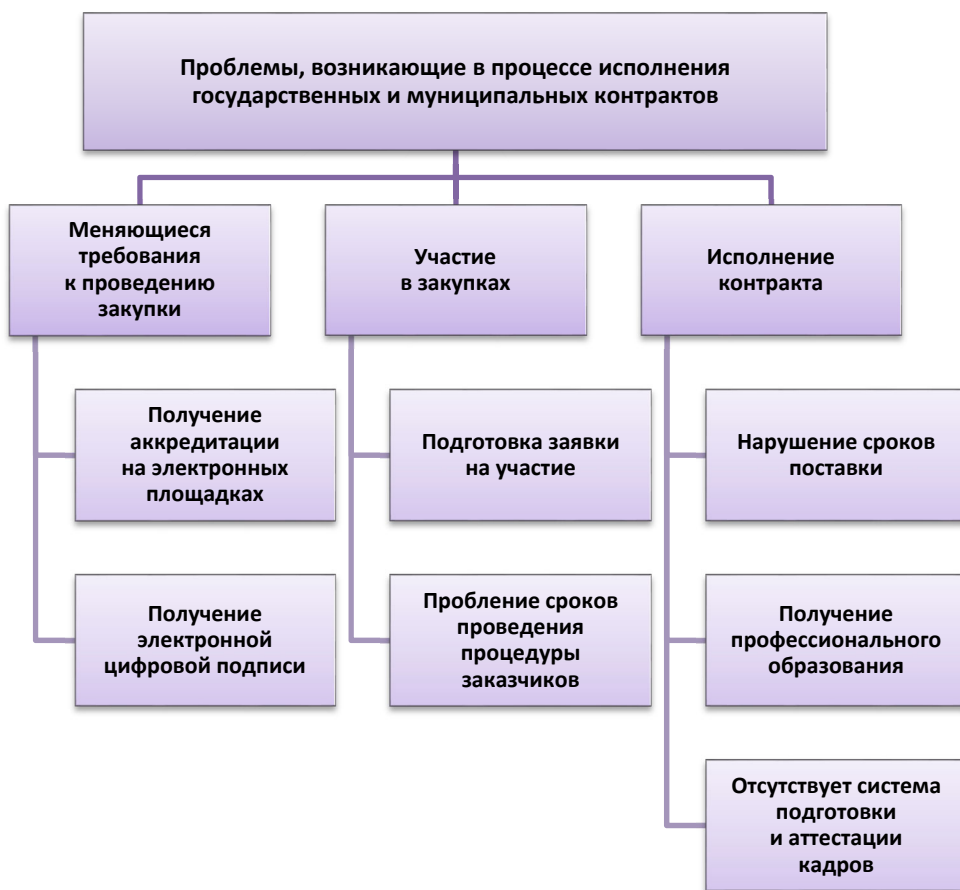 Проблемы, возникающие в процессе исполнения
государственных и муниципальных контрактов
Меняющиеся
требования
к проведению
закупки
Получение
аккредитации
на электронных
площадках
Получение
электронной
цифровой подписи
Участие
в закупках
Подготовка заявки
на участие
Пробление сроков
проведения
процедуры
заказчиков
Исполнение
контракта
Нарушение сроков
поставки
Получение
профессионального
образования
Отсутствует система
подготовки
и аттестации
кадров